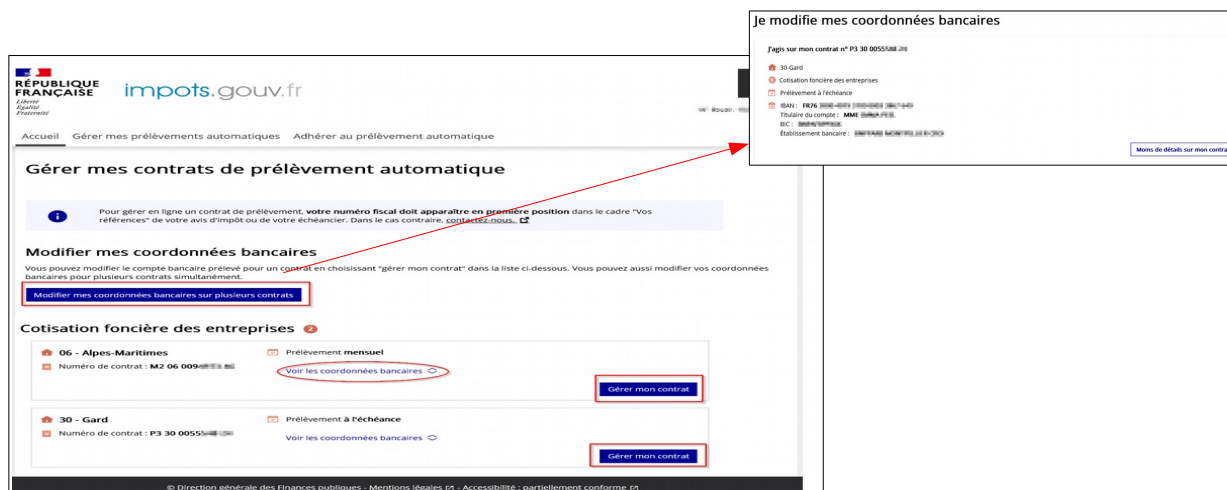 Je modifie mes coordonnées bancaires
J'agis sur mon contrat n° P3 30 0055
30-Gard
Cotisation foncière des entreprises
Prélèvement à l'échéance
IBAN : FR76
Titulaire du compte : MME
BIC :
Établissement bancaire :
Moins de détails sur mon contrat
RÉPUBLIQUE
FRANÇAISE
Liberté
Égalité
Fraternité
impots.gouv.fr
Accueil Gérer mes prélèvements automatiques Adhérer au prélèvement automatique
Gérer mes contrats de prélèvement automatique
Pour gérer en ligne un contrat de prélèvement, votre numéro fiscal doit apparaître en première position dans le cadre "Vos
références" de votre avis d'impôt ou de votre échéancier. Dans le cas contraire, contactez-nous.
Modifier mes coordonnées bancaires
Vous pouvez modifier le compte bancaire prélevé pour un contrat en choisissant "gérer mon contrat" dans la liste ci-dessous. Vous pouvez aussi modifier vos coordonnées
bancaires pour plusieurs contrats simultanément.
Modifier mes coordonnées bancaires sur plusieurs contrats
Cotisation foncière des entreprises 2
06 - Alpes-Maritimes
Prélèvement mensuel
Numéro de contrat : M2 06 009
Voir les coordonnées bancaires
Gérer mon contrat
30 - Gard
Prélèvement à l'échéance
Numéro de contrat : P3 30 0055
Voir les coordonnées bancaires
Gérer mon contrat
© Direction générale des Finances publiques - Mentions légales - Accessibilité : partiellement conforme